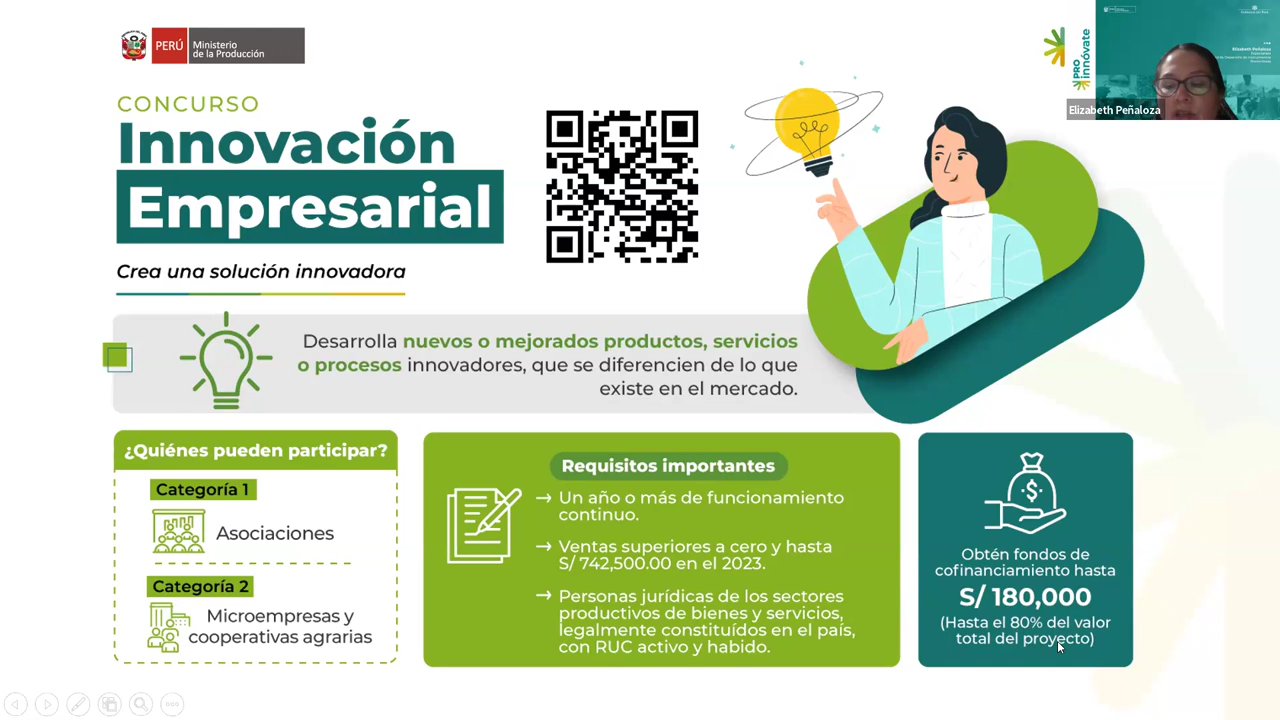 PERÚ
Ministerio
de la Producción
PRO
innóvate
Elizabeth Peñaloza
Elizabeth Peñaloza
CONCURSO
Innovación
Empresarial
Crea una solución innovadora
Desarrolla nuevos o mejorados productos, servicios
o procesos innovadores, que se diferencien de lo que
existe en el mercado.
¿Quiénes pueden participar?
Categoría 1
Asociaciones
Categoría 2
Microempresas y
cooperativas agrarias
Requisitos importantes
→ Un año o más de funcionamiento
continuo.
→ Ventas superiores a cero y hasta
S/ 742,500.00 en el 2023.
→ Personas jurídicas de los sectores
productivos de bienes y servicios,
legalmente constituídos en el país,
con RUC activo y habido.
Obtén fondos de
cofinanciamiento hasta
S/ 180,000
(Hasta el 80% del valor
total del proyecto)